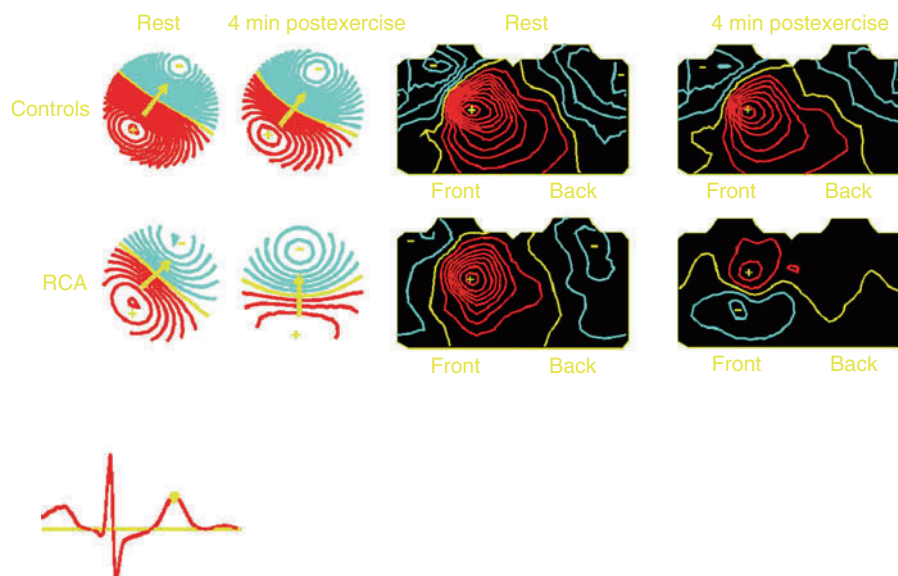 Rest 4 min postexercise Rest 4 min postexercise
Controls
Front Back Front Back
RCA
Front Back Front Back